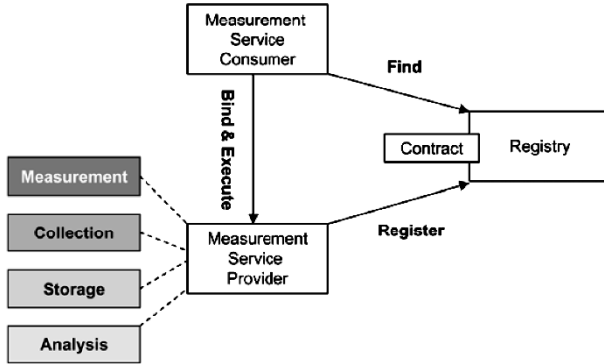 Measurement
Service
Consumer
Find
Bind & Execute
Contract
Registry
Measurement
Collection
Measurement
Service
Provider
Register
Storage
Analysis